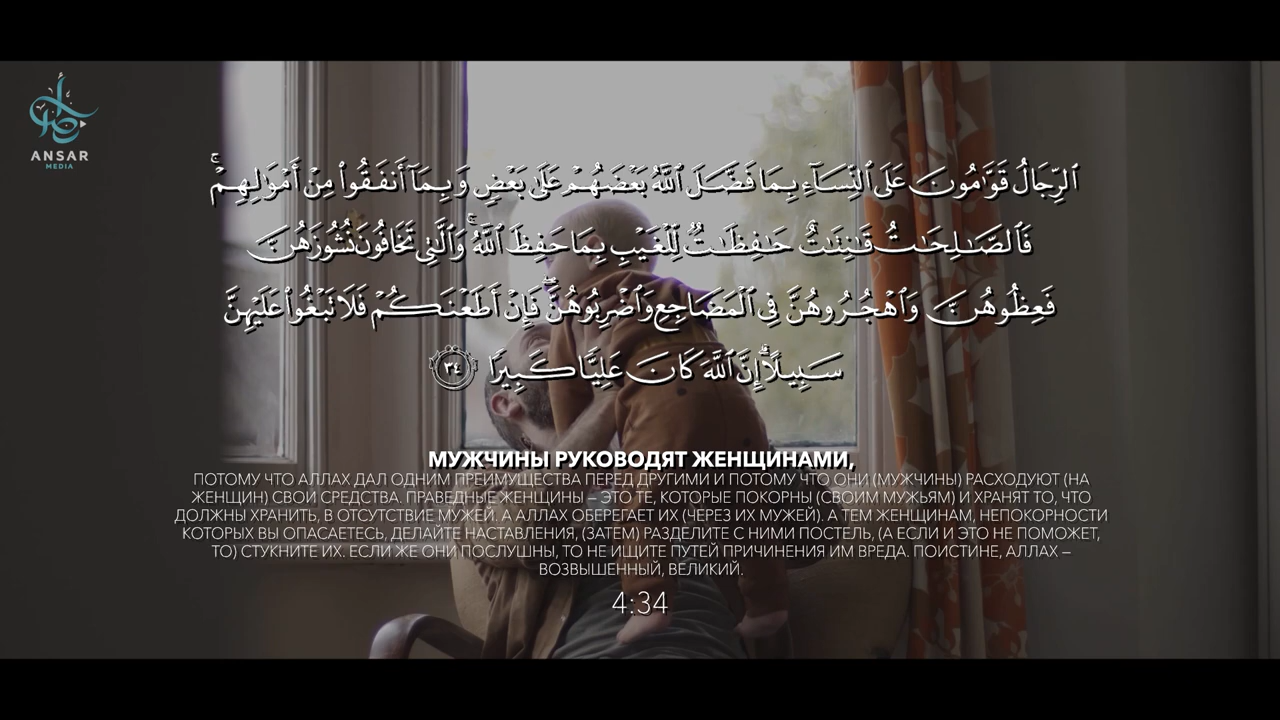 ANSAR
MEDIA
ٱلرِّجَالُ قَوَّٰمُونَ عَلَى ٱلنِّسَآءِ بِمَا فَضَّلَ ٱللَّهُ بَعْضَهُمْ عَلَىٰ بَعْضٍ وَبِمَآ أَنفَقُوا۟ مِنْ أَمْوَٰلِهِمْ ۚ
فَٱلصَّـٰلِحَـٰتُ قَـٰنِتَـٰتٌ حَـٰفِظَـٰتٌ لِّلْغَيْبِ بِمَا حَفِظَ ٱللَّهُ ۚ وَٱلَّـٰتِى تَخَافُونَ نُشُوزَهُنَّ
فَعِظُوهُنَّ وَٱهْجُرُوهُنَّ فِى ٱلْمَضَاجِعِ وَٱضْرِبُوهُنَّ ۖ فَإِنْ أَطَعْنَكُمْ فَلَا تَبْغُوا۟ عَلَيْهِنَّ
سَبِيلًا ۗ إِنَّ ٱللَّهَ كَانَ عَلِيًّا كَبِيرًا ٣٤
МУЖЧИНЫ РУКОВОДЯТ ЖЕНЩИНАМИ,
ПОТОМУ ЧТО АЛЛАХ ДАЛ ОДНИМ ПРЕИМУЩЕСТВА ПЕРЕД ДРУГИМИ И ПОТОМУ ЧТО ОНИ (МУЖЧИНЫ) РАСХОДУЮТ (НА
ЖЕНЩИН) СВОИ СРЕДСТВА. ПРАВЕДНЫЕ ЖЕНЩИНЫ – ЭТО ТЕ, КОТОРЫЕ ПОКОРНЫ (СВОИМ МУЖЬЯМ) И ХРАНЯТ ТО, ЧТО
ДОЛЖНЫ ХРАНИТЬ, В ОТСУТСТВИЕ МУЖЕЙ. А АЛЛАХ ОБЕРЕГАЕТ ИХ (ЧЕРЕЗ ИХ МУЖЕЙ). А ТЕМ ЖЕНЩИНАМ, НЕПОКОРНОСТИ
КОТОРЫХ ВЫ ОПАСАЕТЕСЬ, ДЕЛАЙТЕ НАСТАВЛЕНИЯ, (ЗАТЕМ) РАЗДЕЛИТЕ С НИМИ ПОСТЕЛЬ, (А ЕСЛИ И ЭТО НЕ ПОМОЖЕТ,
ТО) СТУКНИТЕ ИХ. ЕСЛИ ЖЕ ОНИ ПОСЛУШНЫ, ТО НЕ ИЩИТЕ ПУТЕЙ ПРИЧИНЕНИЯ ИМ ВРЕДА. ПОИСТИНЕ, АЛЛАХ –
ВОЗВЫШЕННЫЙ, ВЕЛИКИЙ.
4:34